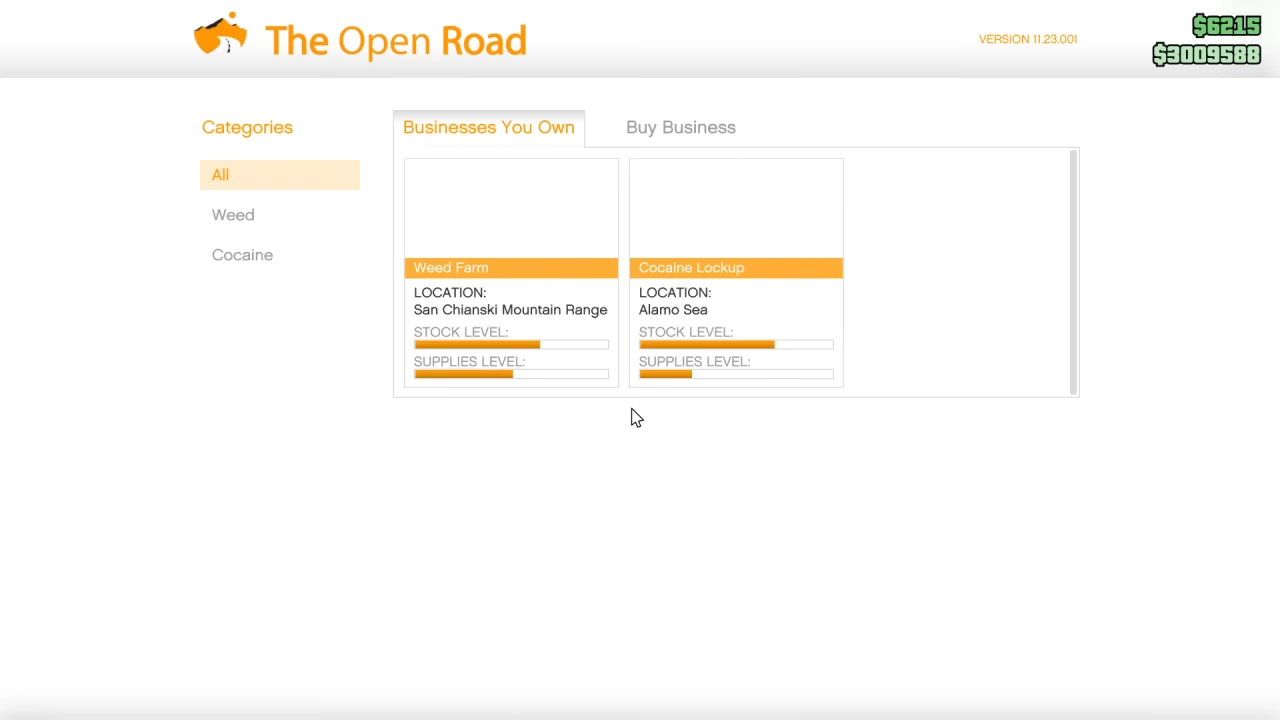 The Open Road
VERSION 11.23.001
$6215
$3009588
Categories
Businesses You Own
Buy Business
All
Weed
Cocaine
Weed Farm
LOCATION:
San Chianski Mountain Range
STOCK LEVEL:
SUPPLIES LEVEL:
Cocaine Lockup
LOCATION:
Alamo Sea
STOCK LEVEL:
SUPPLIES LEVEL: